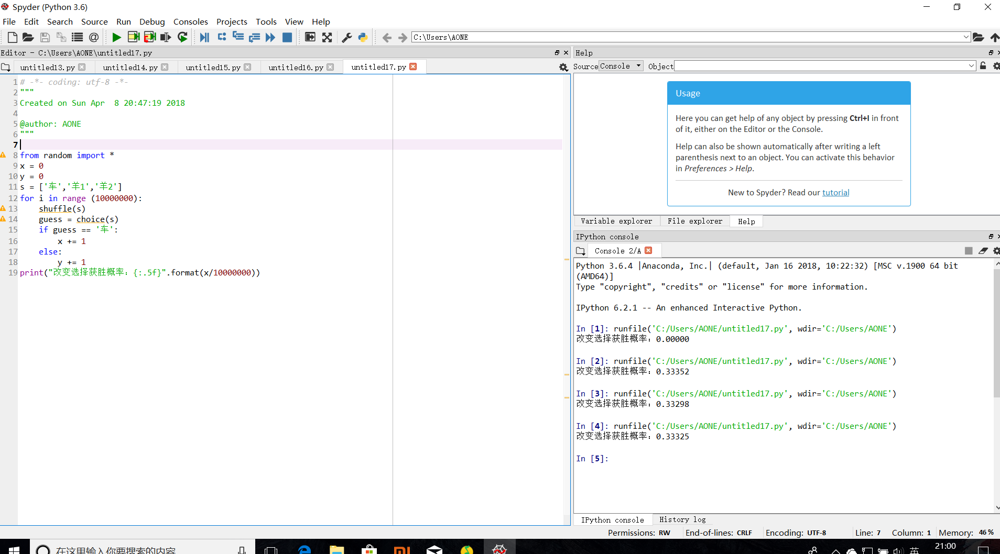 Spyder (Python 3.6)
File Edit Search Source Run Debug Consoles Projects Tools View Help
C:\Users\AONE
Editor - C:\Users\AONE\untitled17.py
untitled13.py untitled14.py untitled15.py untitled16.py untitled17.py
1 # -*- coding: utf-8 -*-
2 """
3 Created on Sun Apr  8 20:47:19 2018
4
5 @author: AONE
6 """
7
8 from random import *
9 x = 0
10 y = 0
11 s = ['车','羊1','羊2']
12 for i in range (10000000):
13     shuffle(s)
14     guess = choice(s)
15     if guess == '车':
16         x += 1
17     else:
18         y += 1
19 print("改变选择获胜概率：{:.5f}".format(x/10000000))
Help
Source Console Object
Usage
Here you can get help of any object by pressing Ctrl+I in front
of it, either on the Editor or the Console.
Help can also be shown automatically after writing a left
parenthesis next to an object. You can activate this behavior
in Preferences > Help.
New to Spyder? Read our tutorial
Variable explorer File explorer Help
IPython console
Console 2/A
Python 3.6.4 |Anaconda, Inc.| (default, Jan 16 2018, 10:22:32) [MSC v.1900 64 bit
(AMD64)]
Type "copyright", "credits" or "license" for more information.
IPython 6.2.1 -- An enhanced Interactive Python.
In [1]: runfile('C:/Users/AONE/untitled17.py', wdir='C:/Users/AONE')
改变选择获胜概率：0.00000
In [2]: runfile('C:/Users/AONE/untitled17.py', wdir='C:/Users/AONE')
改变选择获胜概率：0.33352
In [3]: runfile('C:/Users/AONE/untitled17.py', wdir='C:/Users/AONE')
改变选择获胜概率：0.33298
In [4]: runfile('C:/Users/AONE/untitled17.py', wdir='C:/Users/AONE')
改变选择获胜概率：0.33325
In [5]:
IPython console History log
Permissions: RW End-of-lines: CRLF Encoding: UTF-8 Line: 7 Column: 1 Memory: 46 %
在这里输入你要搜索的内容
英
21:00